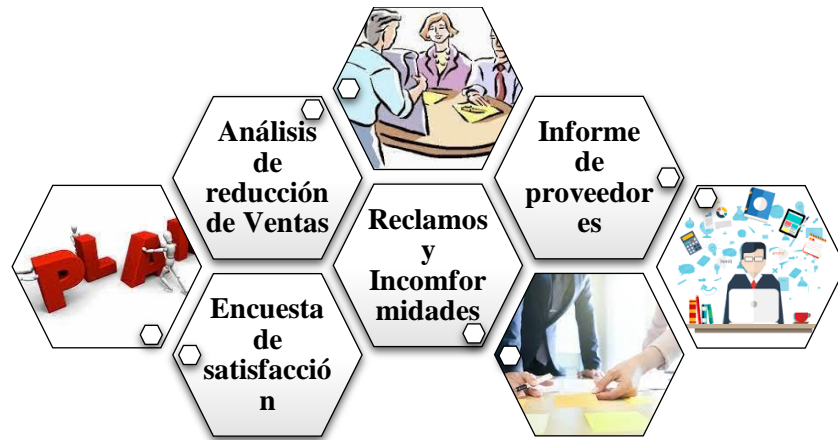 Análisis
de
reducción
de Ventas
Informe
de
proveedor
es
Reclamos
y
Incomfor
midades
PLA
Encuesta
de
satisfacció
n